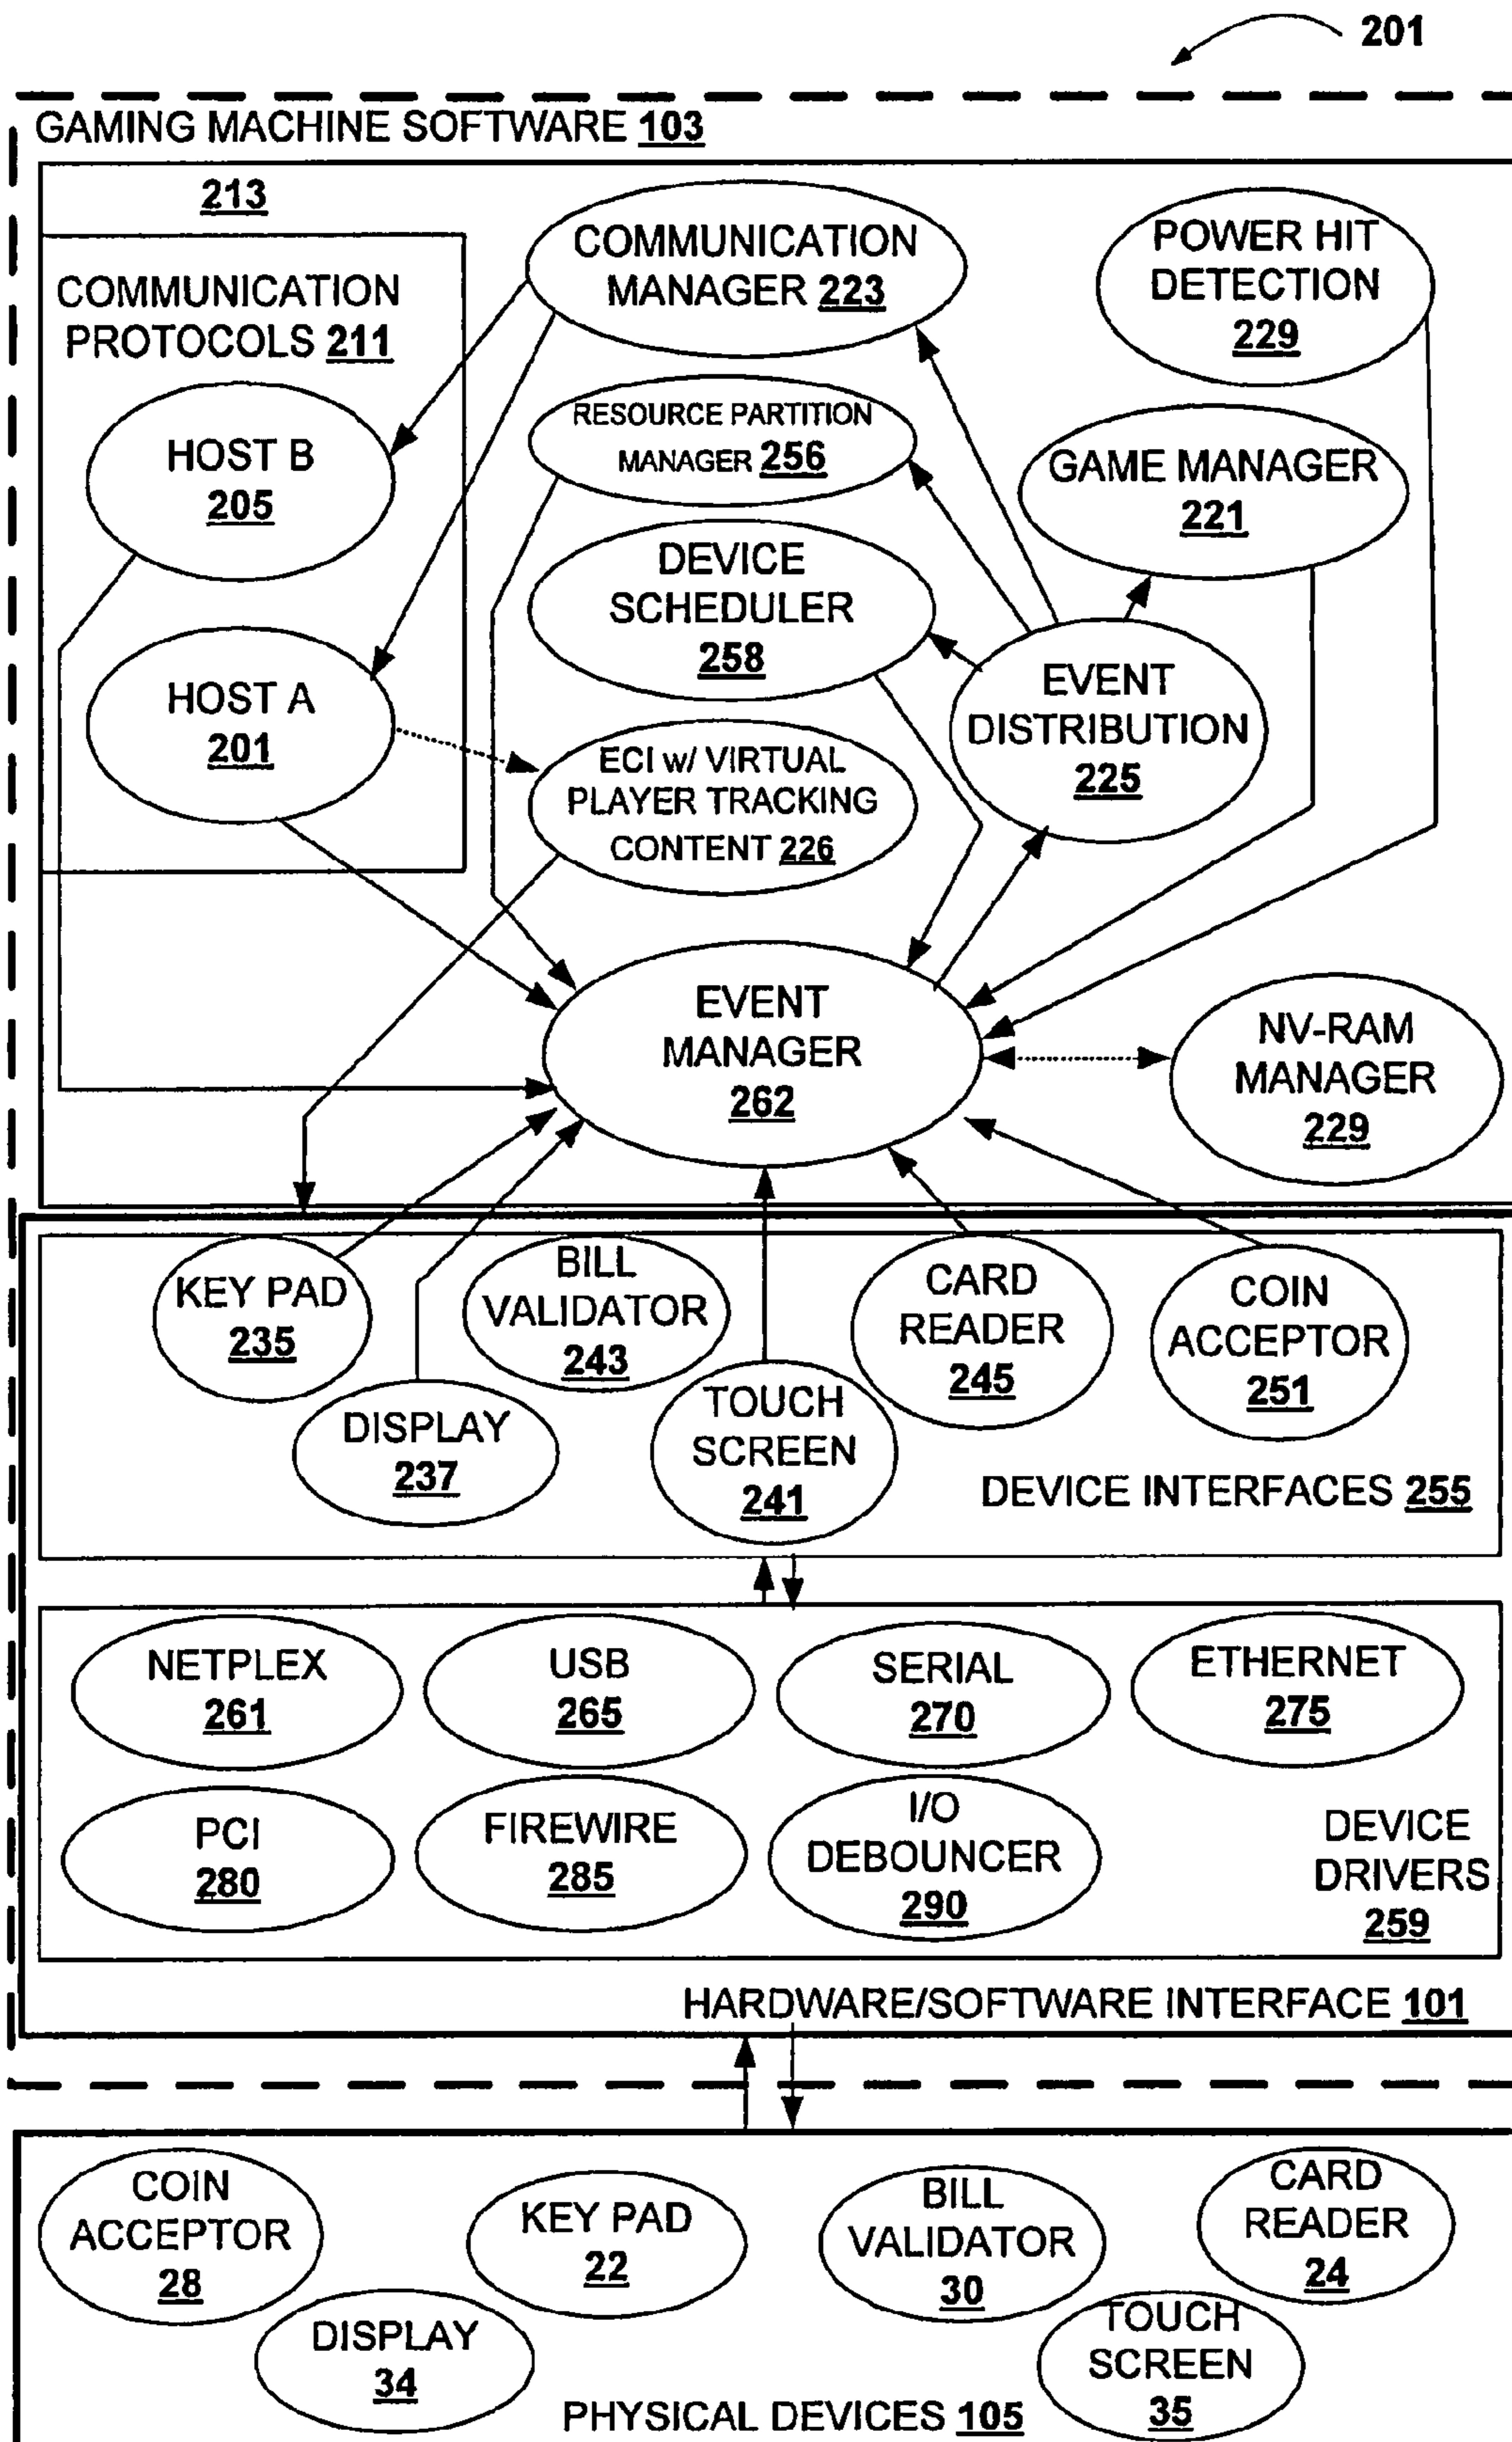 201
GAMING MACHINE SOFTWARE 103
213
COMMUNICATION
PROTOCOLS 211
HOST B
205
HOST A
201
COMMUNICATION
MANAGER 223
RESOURCE PARTITION
MANAGER 256
DEVICE
SCHEDULER
258
ECI w/ VIRTUAL
PLAYER TRACKING
CONTENT 226
POWER HIT
DETECTION
229
GAME MANAGER
221
EVENT
DISTRIBUTION
225
EVENT
MANAGER
262
NV-RAM
MANAGER
229
KEY PAD
235
BILL
VALIDATOR
243
CARD
READER
245
COIN
ACCEPTOR
251
DISPLAY
237
TOUCH
SCREEN
241
DEVICE INTERFACES 255
NETPLEX
261
USB
265
SERIAL
270
ETHERNET
275
PCI
280
FIREWIRE
285
I/O
DEBOUNCER
290
DEVICE
DRIVERS
259
HARDWARE/SOFTWARE INTERFACE 101
COIN
ACCEPTOR
28
KEY PAD
22
BILL
VALIDATOR
30
CARD
READER
24
DISPLAY
34
TOUCH
SCREEN
35
PHYSICAL DEVICES 105